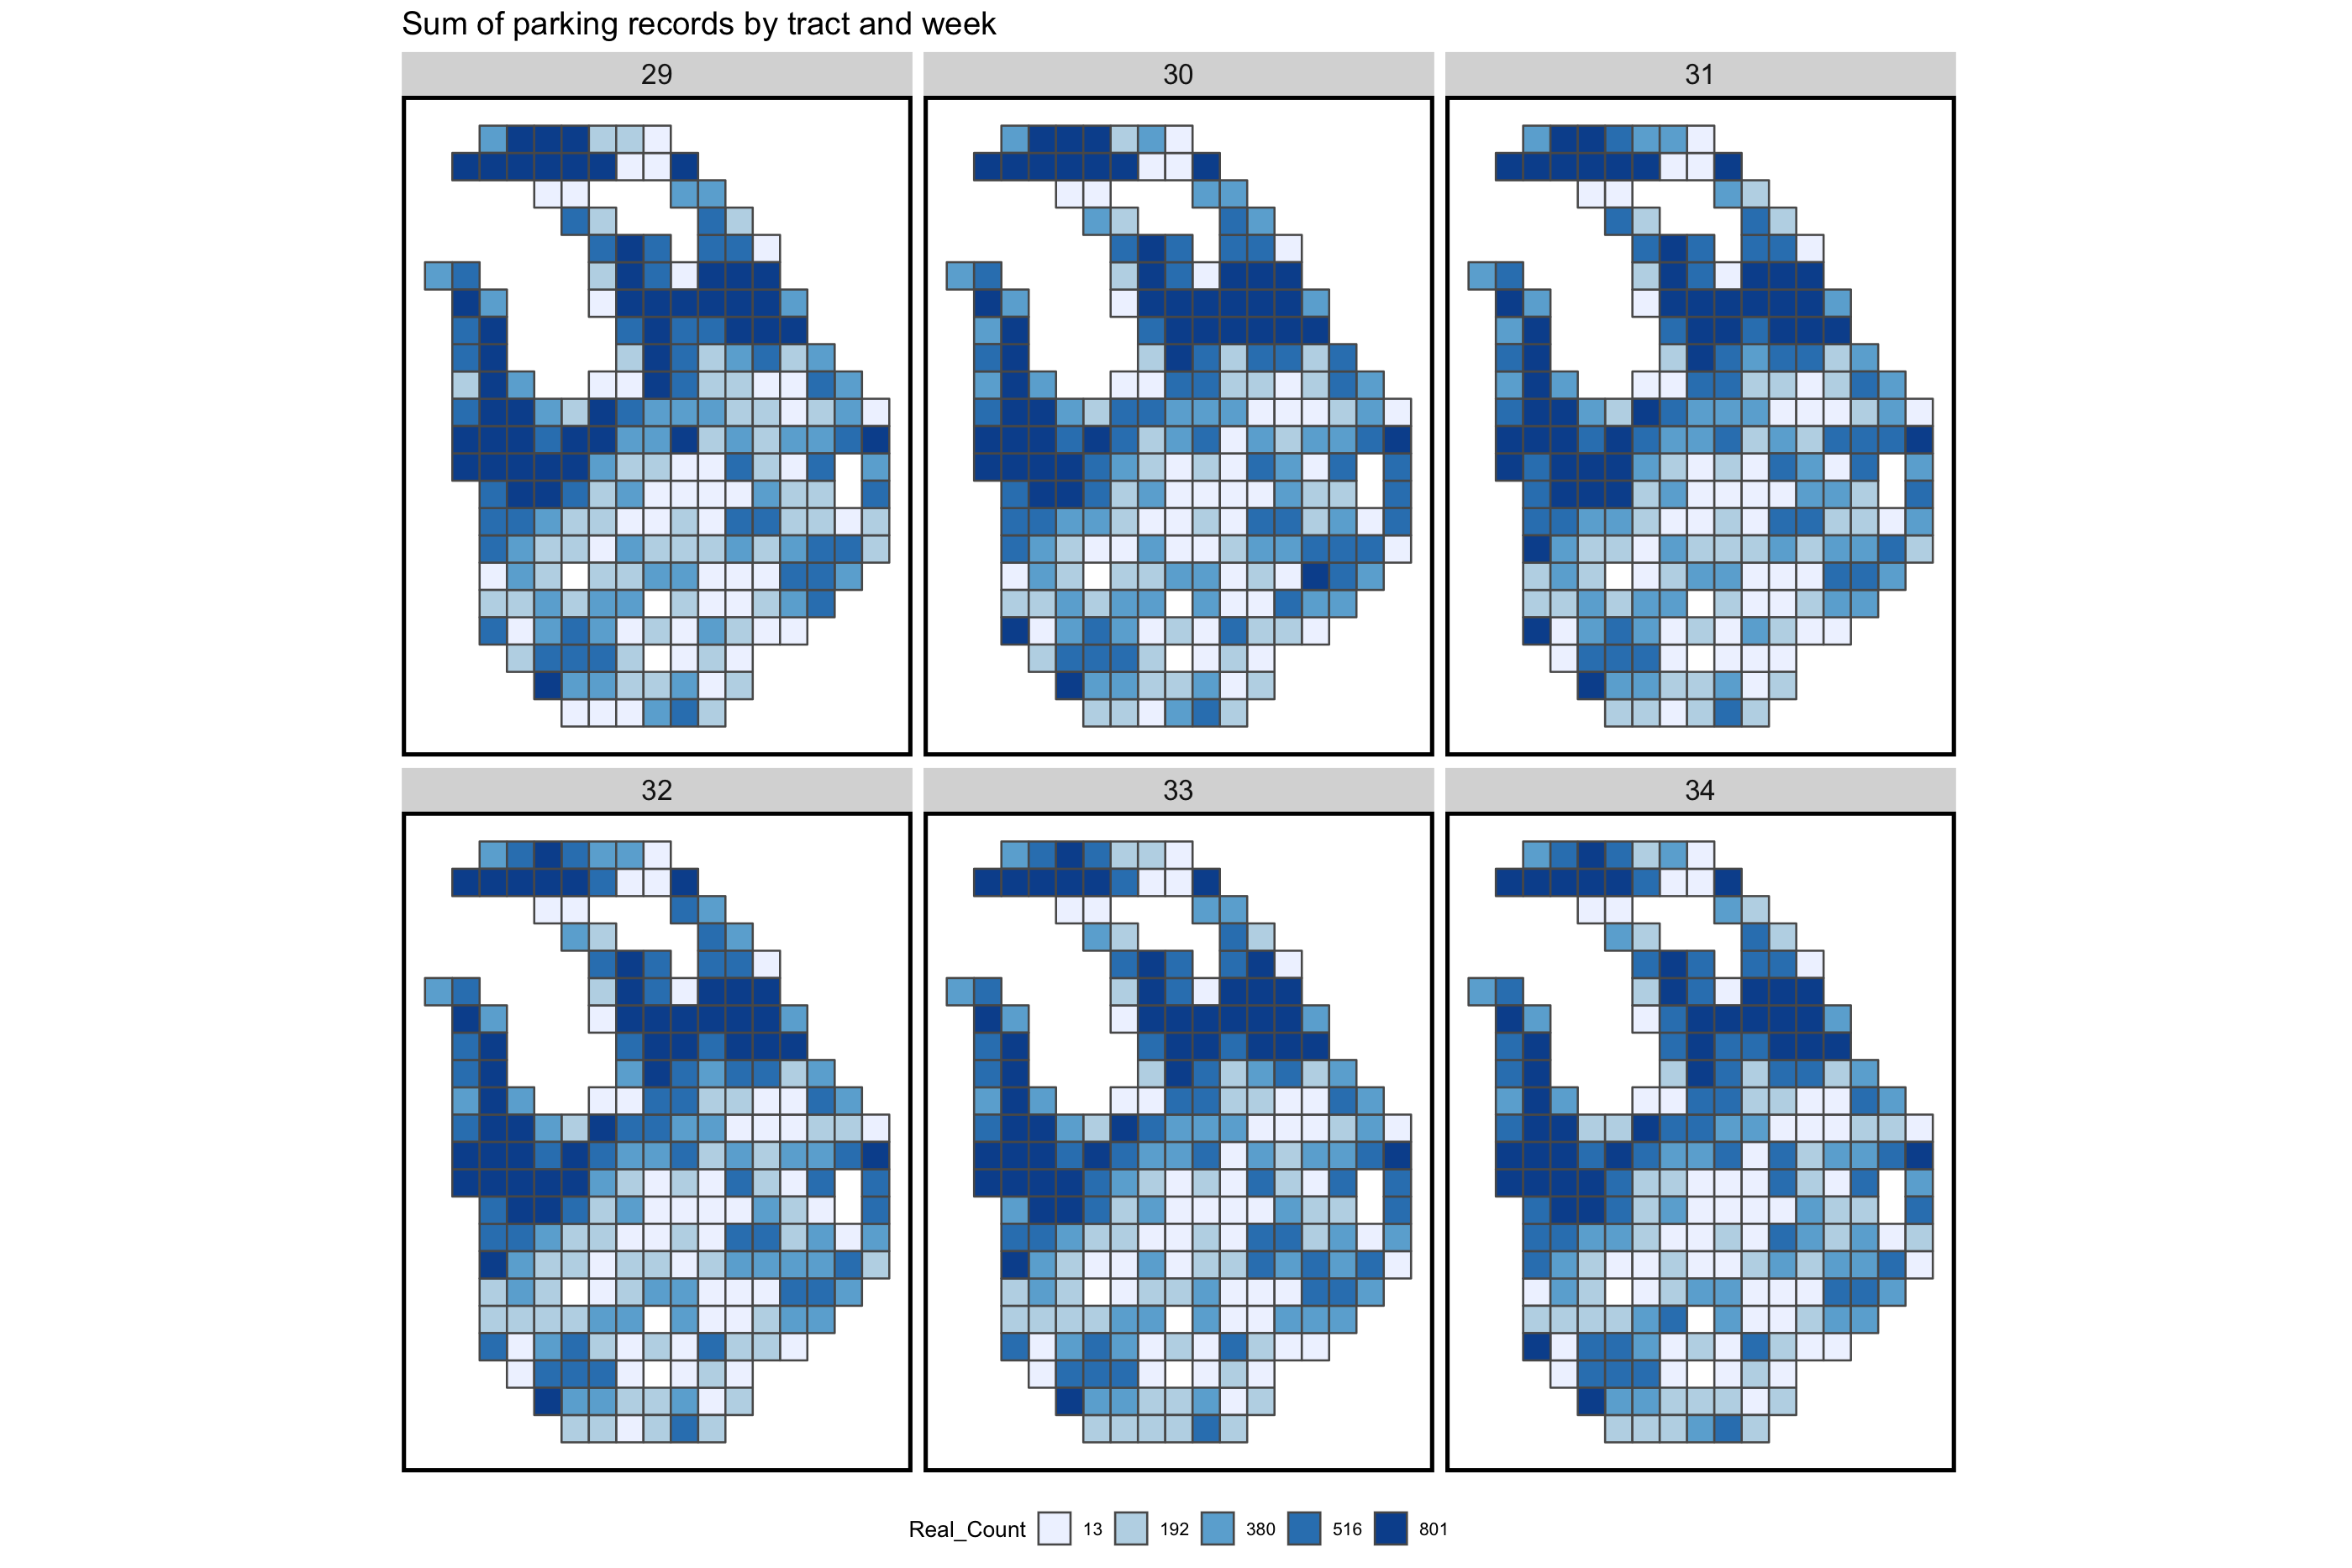 Sum of parking records by tract and week
29 30 31
32 33 34
Real_Count 13 192 380 516 801